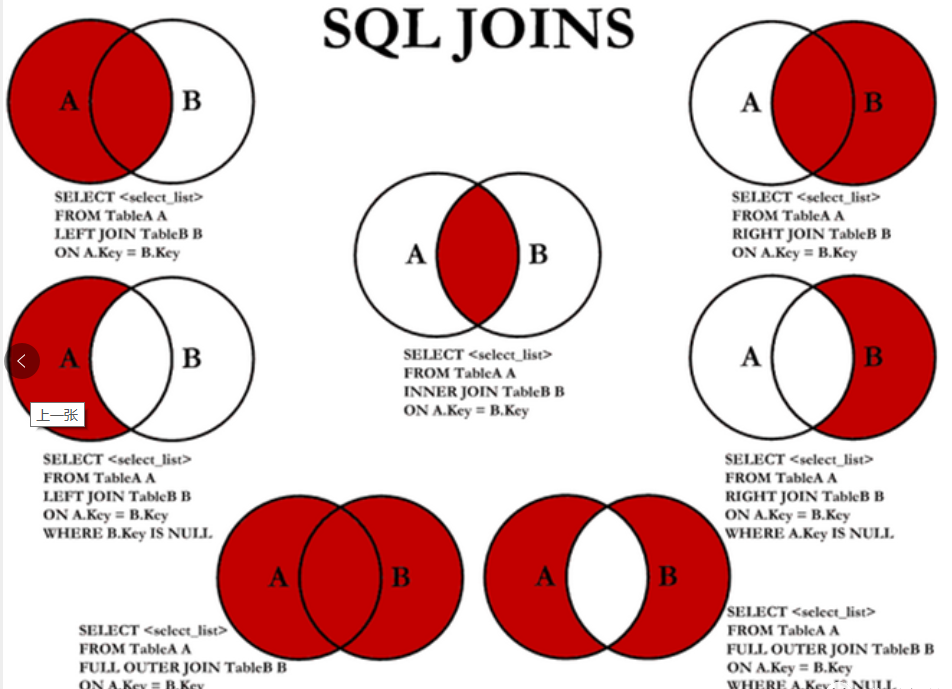 SQL JOINS
A B
SELECT <select_list>
FROM TableA A
LEFT JOIN TableB B
ON A.Key = B.Key
A B
SELECT <select_list>
FROM TableA A
RIGHT JOIN TableB B
ON A.Key = B.Key
A B
SELECT <select_list>
FROM TableA A
INNER JOIN TableB B
ON A.Key = B.Key
A B
上一张
SELECT <select_list>
FROM TableA A
LEFT JOIN TableB B
ON A.Key = B.Key
WHERE B.Key IS NULL
A B
SELECT <select_list>
FROM TableA A
RIGHT JOIN TableB B
ON A.Key = B.Key
WHERE A.Key IS NULL
A B
SELECT <select_list>
FROM TableA A
FULL OUTER JOIN TableB B
ON A.Key = B.Key
A B
SELECT <select_list>
FROM TableA A
FULL OUTER JOIN TableB B
ON A.Key = B.Key
WHERE A.Key IS NULL